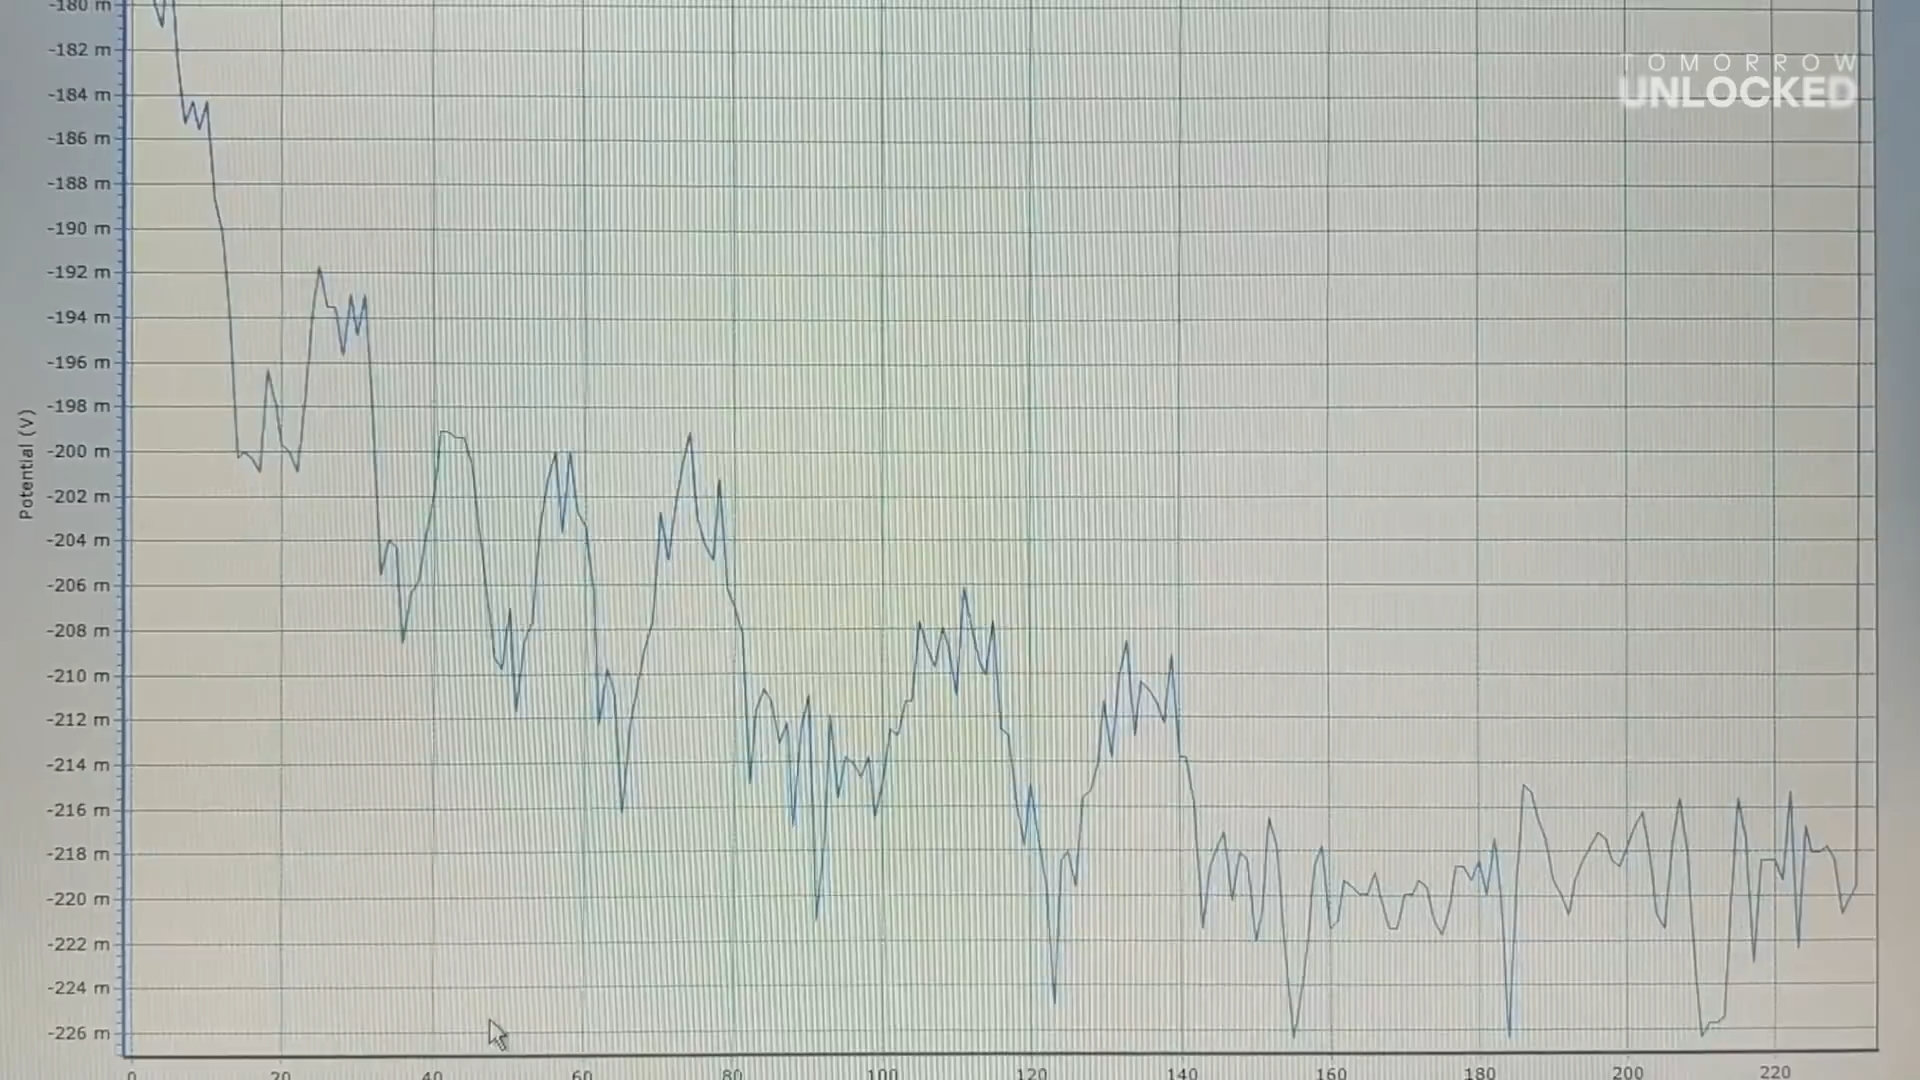 -180 m
-182 m
-184 m
-186 m
-188 m
-190 m
-192 m
-194 m
-196 m
-198 m
-200 m
-202 m
-204 m
-206 m
-208 m
-210 m
-212 m
-214 m
-216 m
-218 m
-220 m
-222 m
-224 m
-226 m
Potential (V)
0 20 40 60 80 100 120 140 160 180 200 220
TOMORROW
UNLOCKED